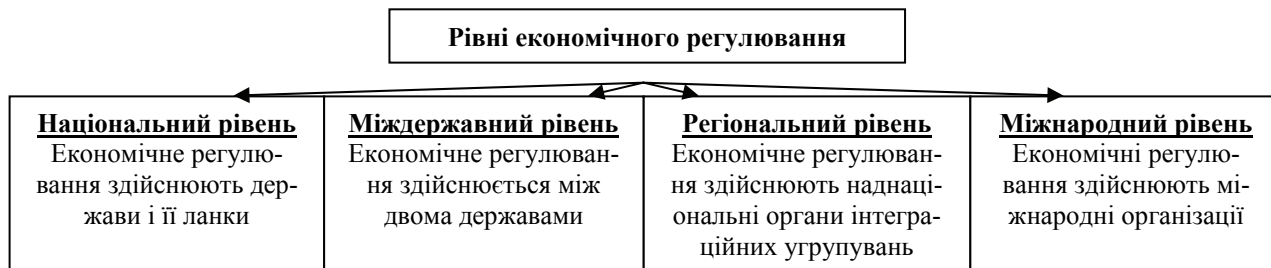 Рівні економічного регулювання
Національний рівень
Економічне регулю-
вання здійснюють дер-
жави і її ланки
Міждержавний рівень
Економічне регулюван-
ня здійснюється між
двома державами
Регіональний рівень
Економічне регулюван-
ня здійснюють наднаці-
ональні органи інтегра-
ційних угрупувань
Міжнародний рівень
Економічні регулю-
вання здійснюють мі-
жнародні організації